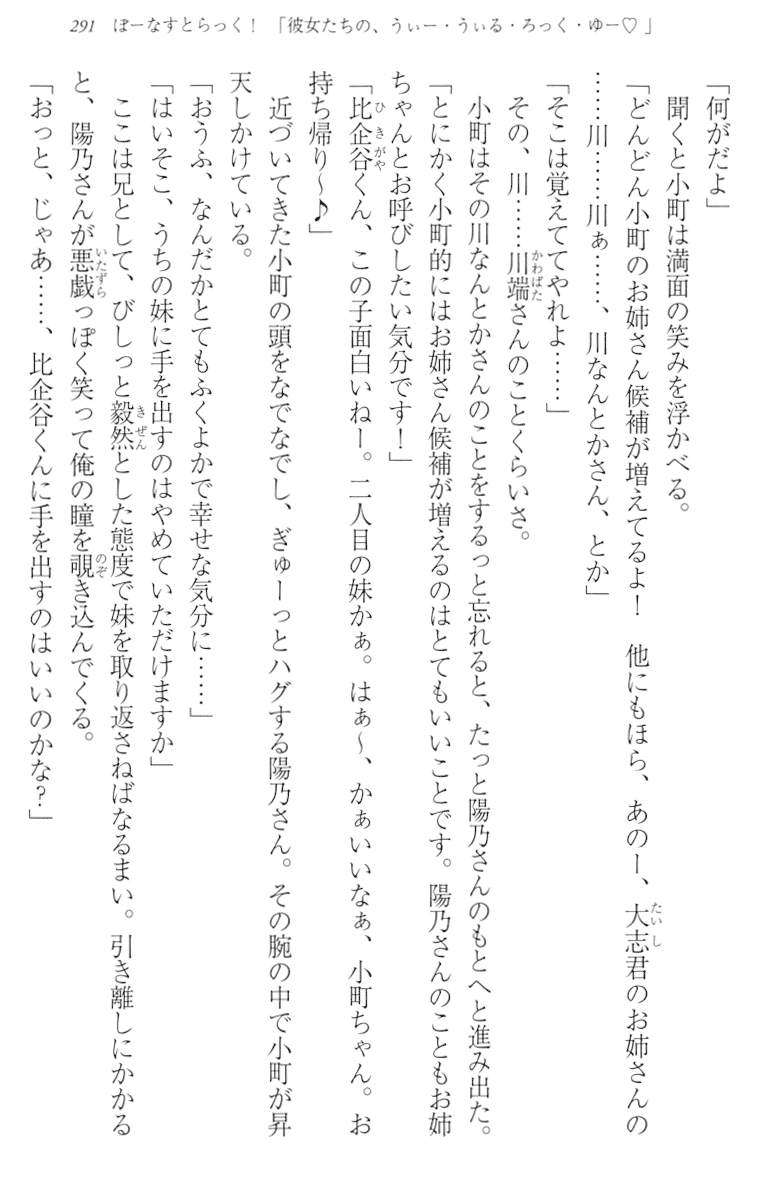 291　ぼーなすとらっく！　「彼女たちの、うぃー・うぃる・ろっく・ゆー♡」
「何がだよ」
　聞くと小町は満面の笑みを浮かべる。
「どんどん小町のお姉さん候補が増えてるよ！　他にもほら、あのー、大志君のお姉さんの
……川……川ぁ……、川なんとかさん、とか」
「そこは覚えててやれよ……」
　その、川……川端さんのことくらいさ。
　小町はその川なんとかさんのことをするっと忘れると、たっと陽乃さんのもとへと進み出た。
「とにかく小町的にはお姉さん候補が増えるのはとてもいいことです。陽乃さんのこともお姉
ちゃんとお呼びしたい気分です！」
「比企谷くん、この子面白いねー。二人目の妹かぁ。はぁ～、かぁいいなぁ、小町ちゃん。お
持ち帰り～♪」
　近づいてきた小町の頭をなでなでし、ぎゅーっとハグする陽乃さん。その腕の中で小町が昇
天しかけている。
「おうふ、なんだかとてもふくよかで幸せな気分に……」
「はいそこ、うちの妹に手を出すのはやめていただけますか」
　ここは兄として、びしっと毅然とした態度で妹を取り返さねばなるまい。引き離しにかかる
と、陽乃さんが悪戯っぽく笑って俺の瞳を覗き込んでくる。
「おっと、じゃあ……、比企谷くんに手を出すのはいいのかな？」